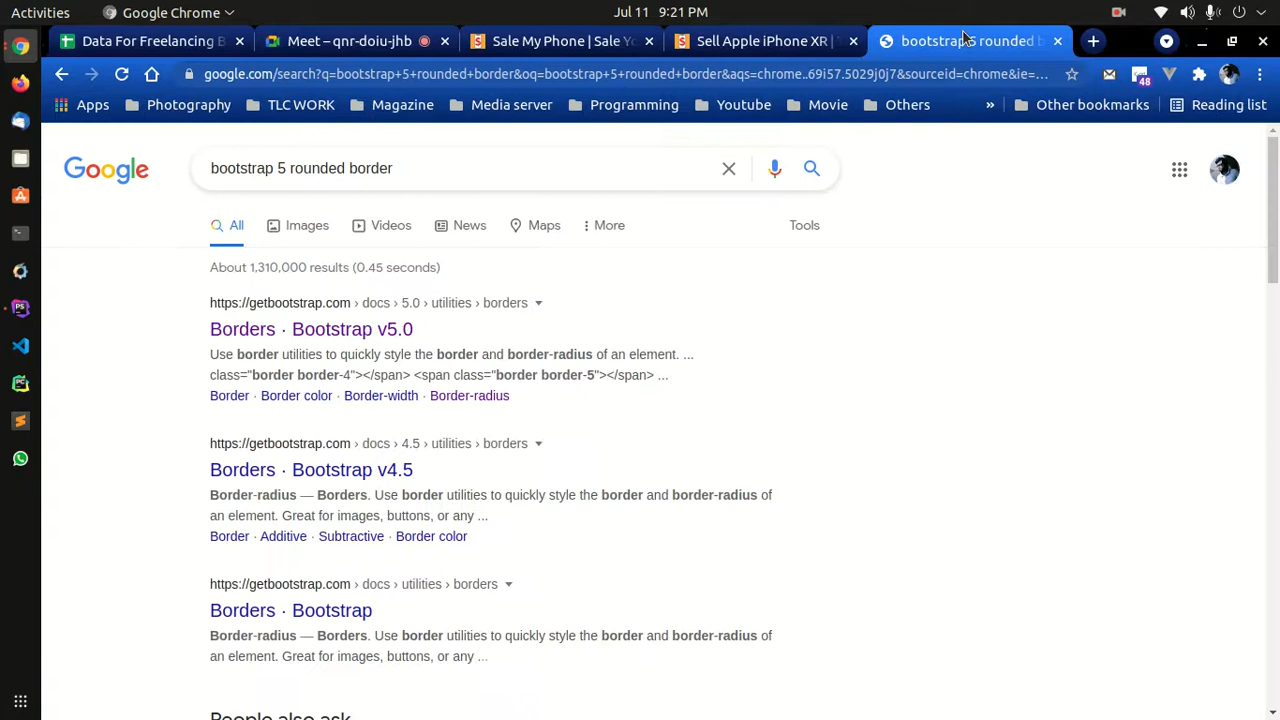 Activities
Google Chrome
Jul 11 9:21 PM
Data For Freelancing B
Meet – qnr-doiu-jhb
Sale My Phone | Sale Yo
Sell Apple iPhone XR | T
bootstrap 5 rounded b
google.com/search?q=bootstrap+5+rounded+border&oq=bootstrap+5+rounded+border&aqs=chrome..69i57.5029j0j7&sourceid=chrome&ie=...
48
Apps
Photography
TLC WORK
Magazine
Media server
Programming
Youtube
Movie
Others
»
Other bookmarks
Reading list
Google
bootstrap 5 rounded border
All
Images
Videos
News
Maps
More
Tools
About 1,310,000 results (0.45 seconds)
https://getbootstrap.com › docs › 5.0 › utilities › borders
Borders · Bootstrap v5.0
Use border utilities to quickly style the border and border-radius of an element. ...
class="border border-4"></span> <span class="border border-5"></span> ...
Border · Border color · Border-width · Border-radius
https://getbootstrap.com › docs › 4.5 › utilities › borders
Borders · Bootstrap v4.5
Border-radius — Borders. Use border utilities to quickly style the border and border-radius of
an element. Great for images, buttons, or any ...
Border · Additive · Subtractive · Border color
https://getbootstrap.com › docs › utilities › borders
Borders · Bootstrap
Border-radius — Borders. Use border utilities to quickly style the border and border-radius of
an element. Great for images, buttons, or any ...
People also ask